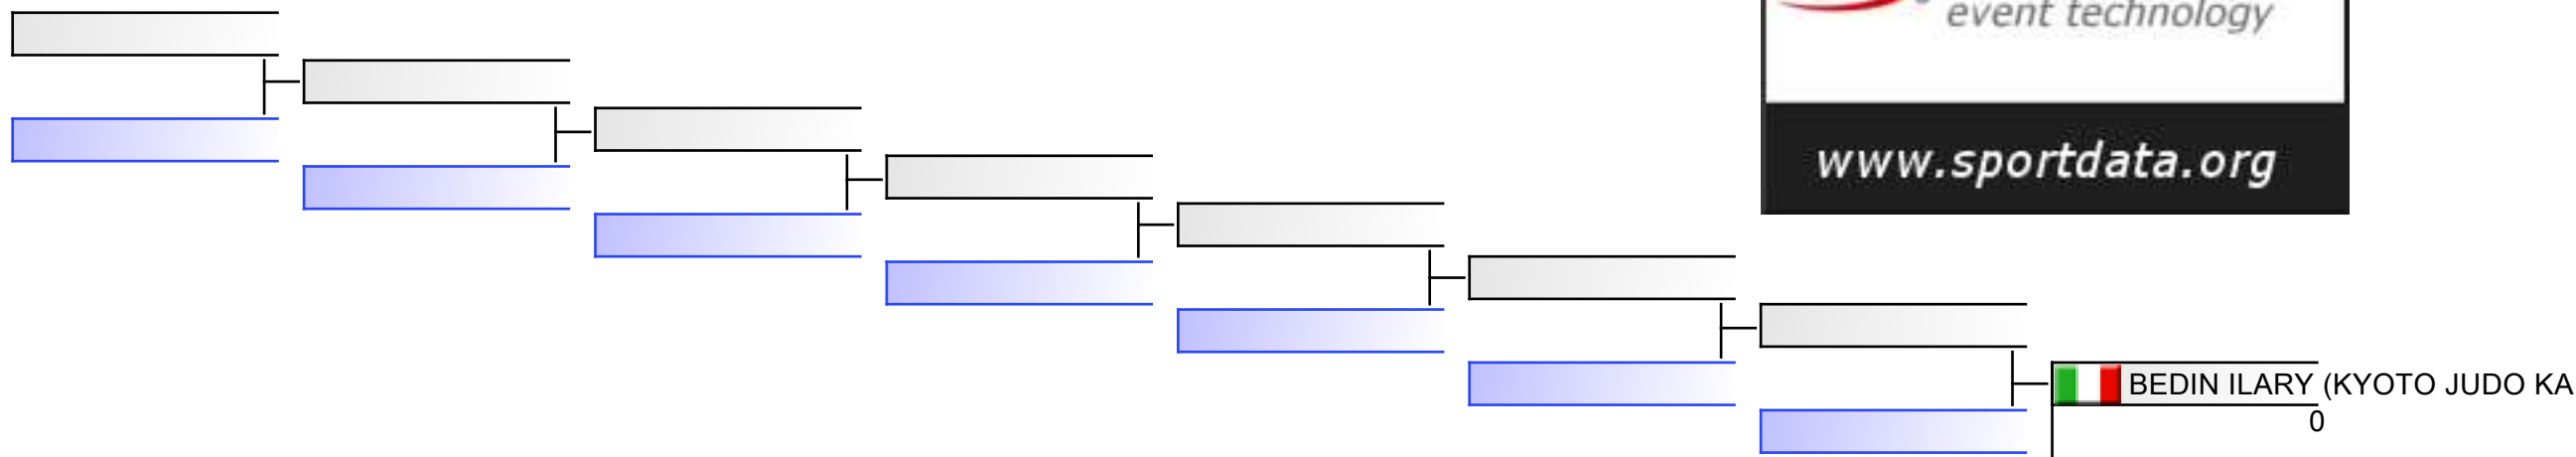 event technology
www.sportdata.org
BEDIN ILARY (KYOTO JUDO KA
0